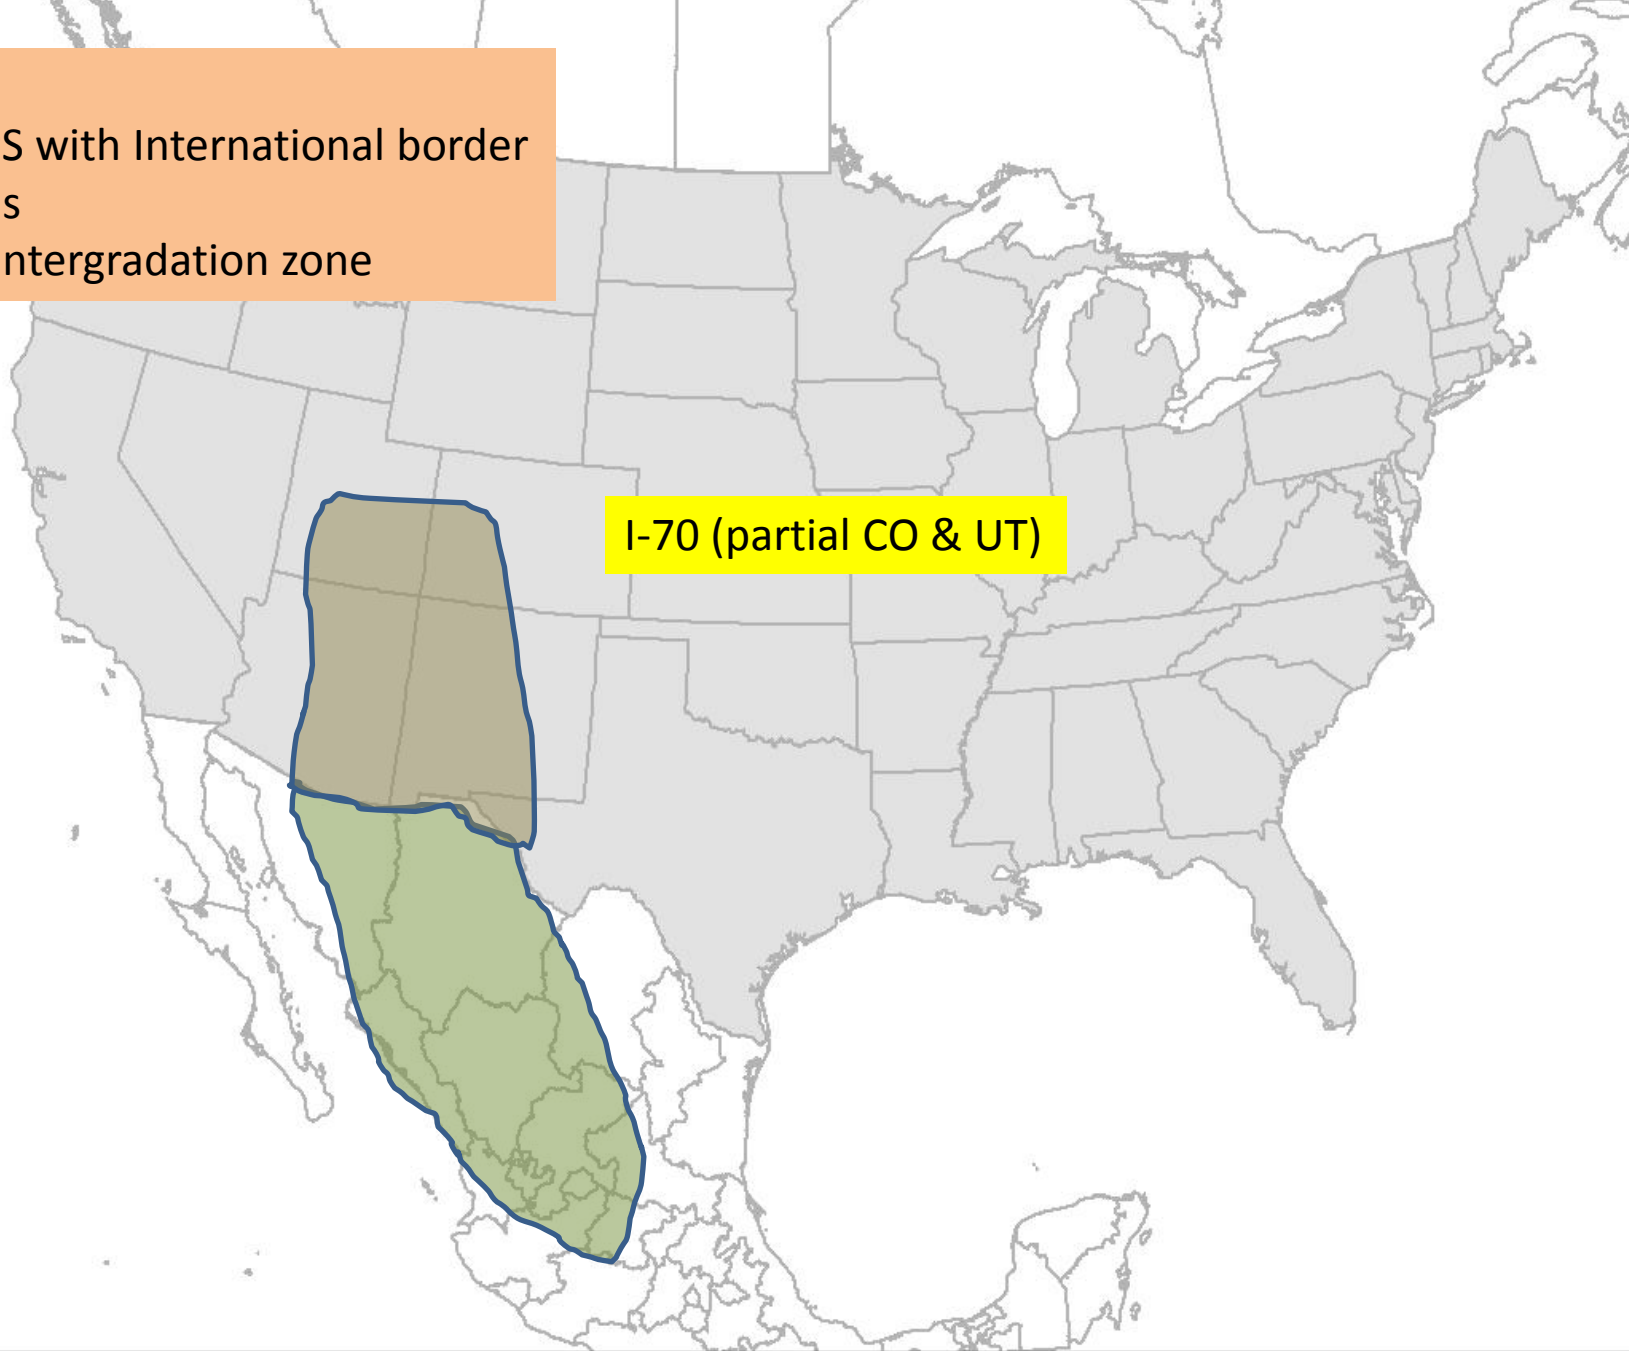 S with International border
s
ntergradation zone
I-70 (partial CO & UT)